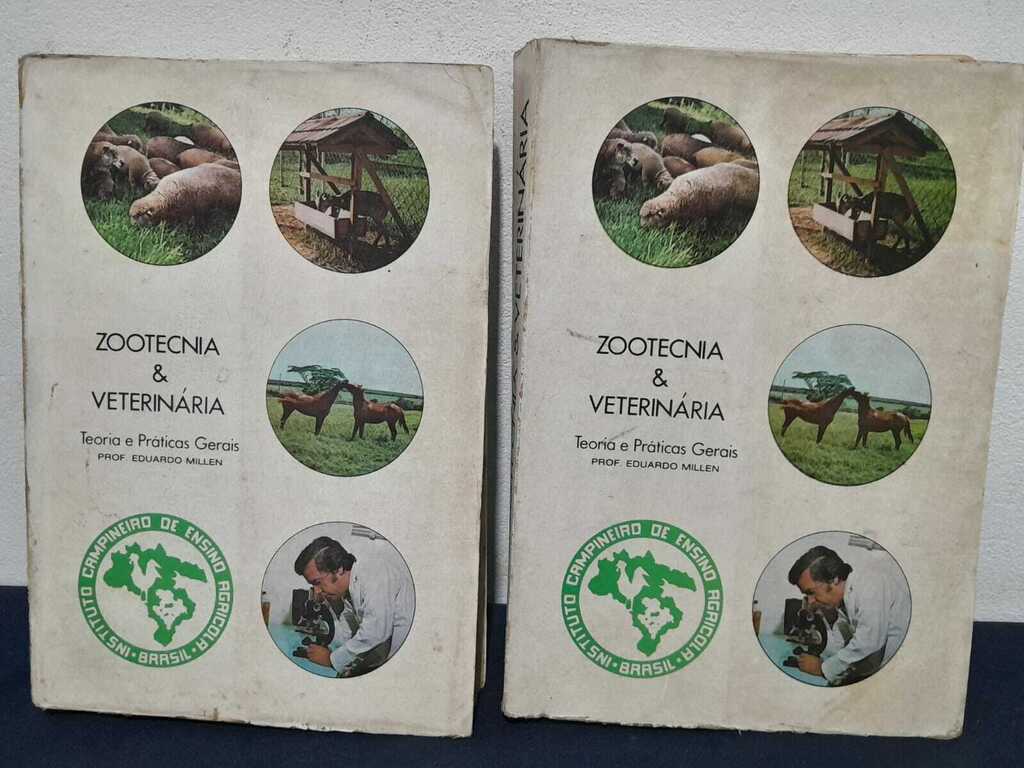 ZOOTECNIA
&
VETERINÁRIA
Teoria e Práticas Gerais
PROF. EDUARDO MILLEN
INSTITUTO CAMPINEIRO DE ENSINO AGRICOLA
• BRASIL •
VETERINÁRIA
ZOOTECNIA
&
VETERINÁRIA
Teoria e Práticas Gerais
PROF. EDUARDO MILLEN
INSTITUTO CAMPINEIRO DE ENSINO AGRICOLA
• BRASIL •